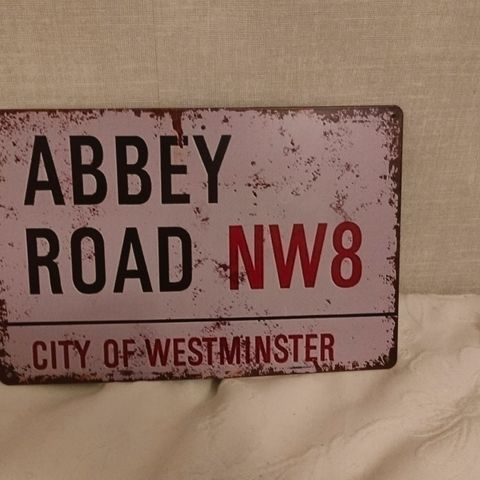 ABBEY
ROAD NW8
CITY OF WESTMINSTER